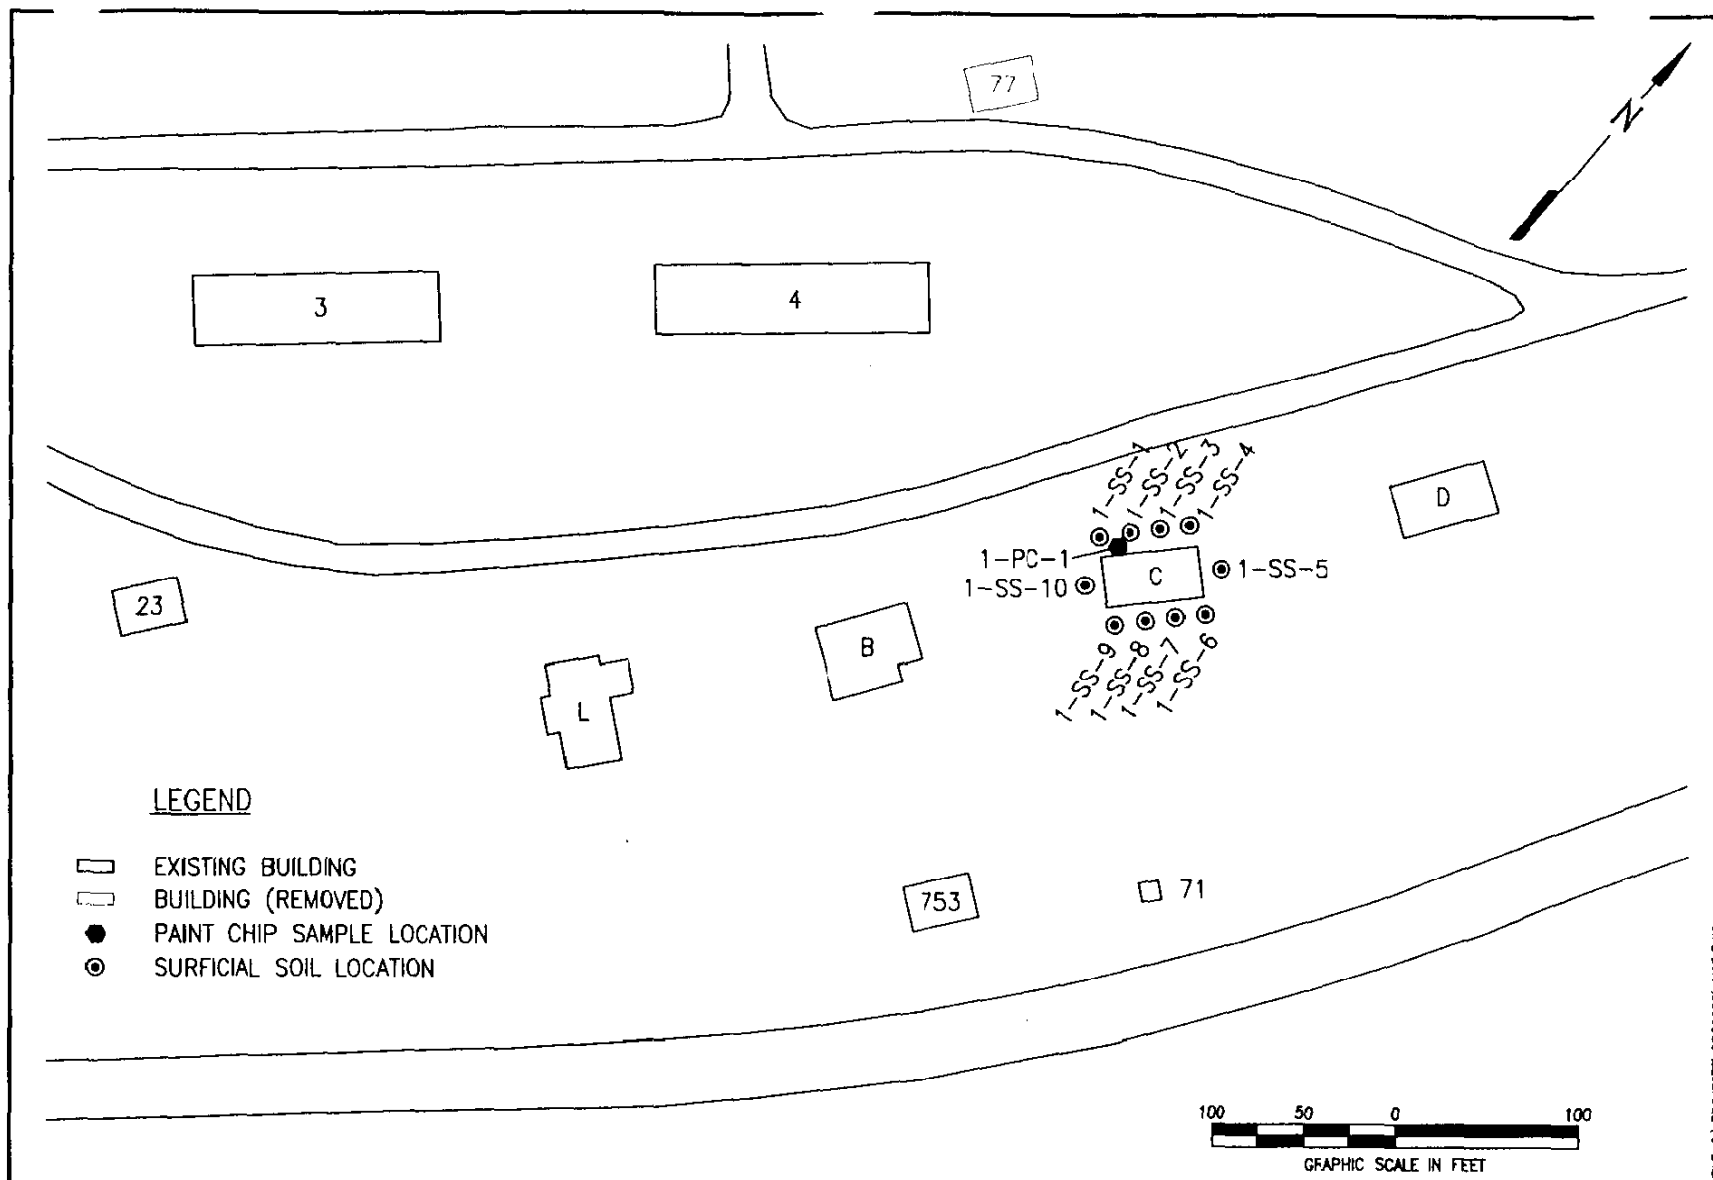 77
N
3
4
1-SS-1
1-SS-2
1-SS-3
1-SS-4
D
1-PC-1
C
1-SS-5
1-SS-10
23
B
1-SS-9
1-SS-8
1-SS-7
1-SS-6
L
LEGEND
EXISTING BUILDING
BUILDING (REMOVED)
PAINT CHIP SAMPLE LOCATION
SURFICIAL SOIL LOCATION
753
71
100 50 0 100
GRAPHIC SCALE IN FEET